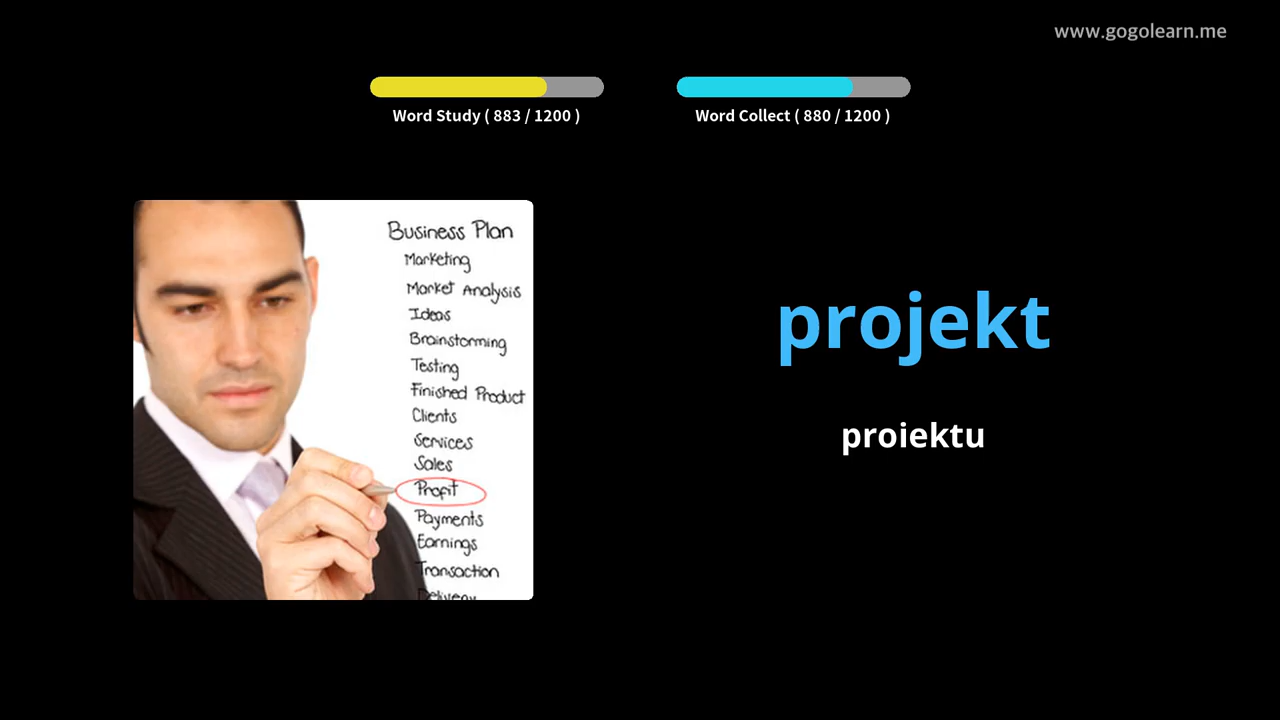 www.gogolearn.me
Word Study ( 883 / 1200 )
Word Collect ( 880 / 1200 )
Business Plan
Marketing
Market Analysis
Ideas
Brainstorming
Testing
Finished Product
Clients
Services
Sales
Profit
Payments
Earnings
Transaction
Delivery
projekt
proiektu